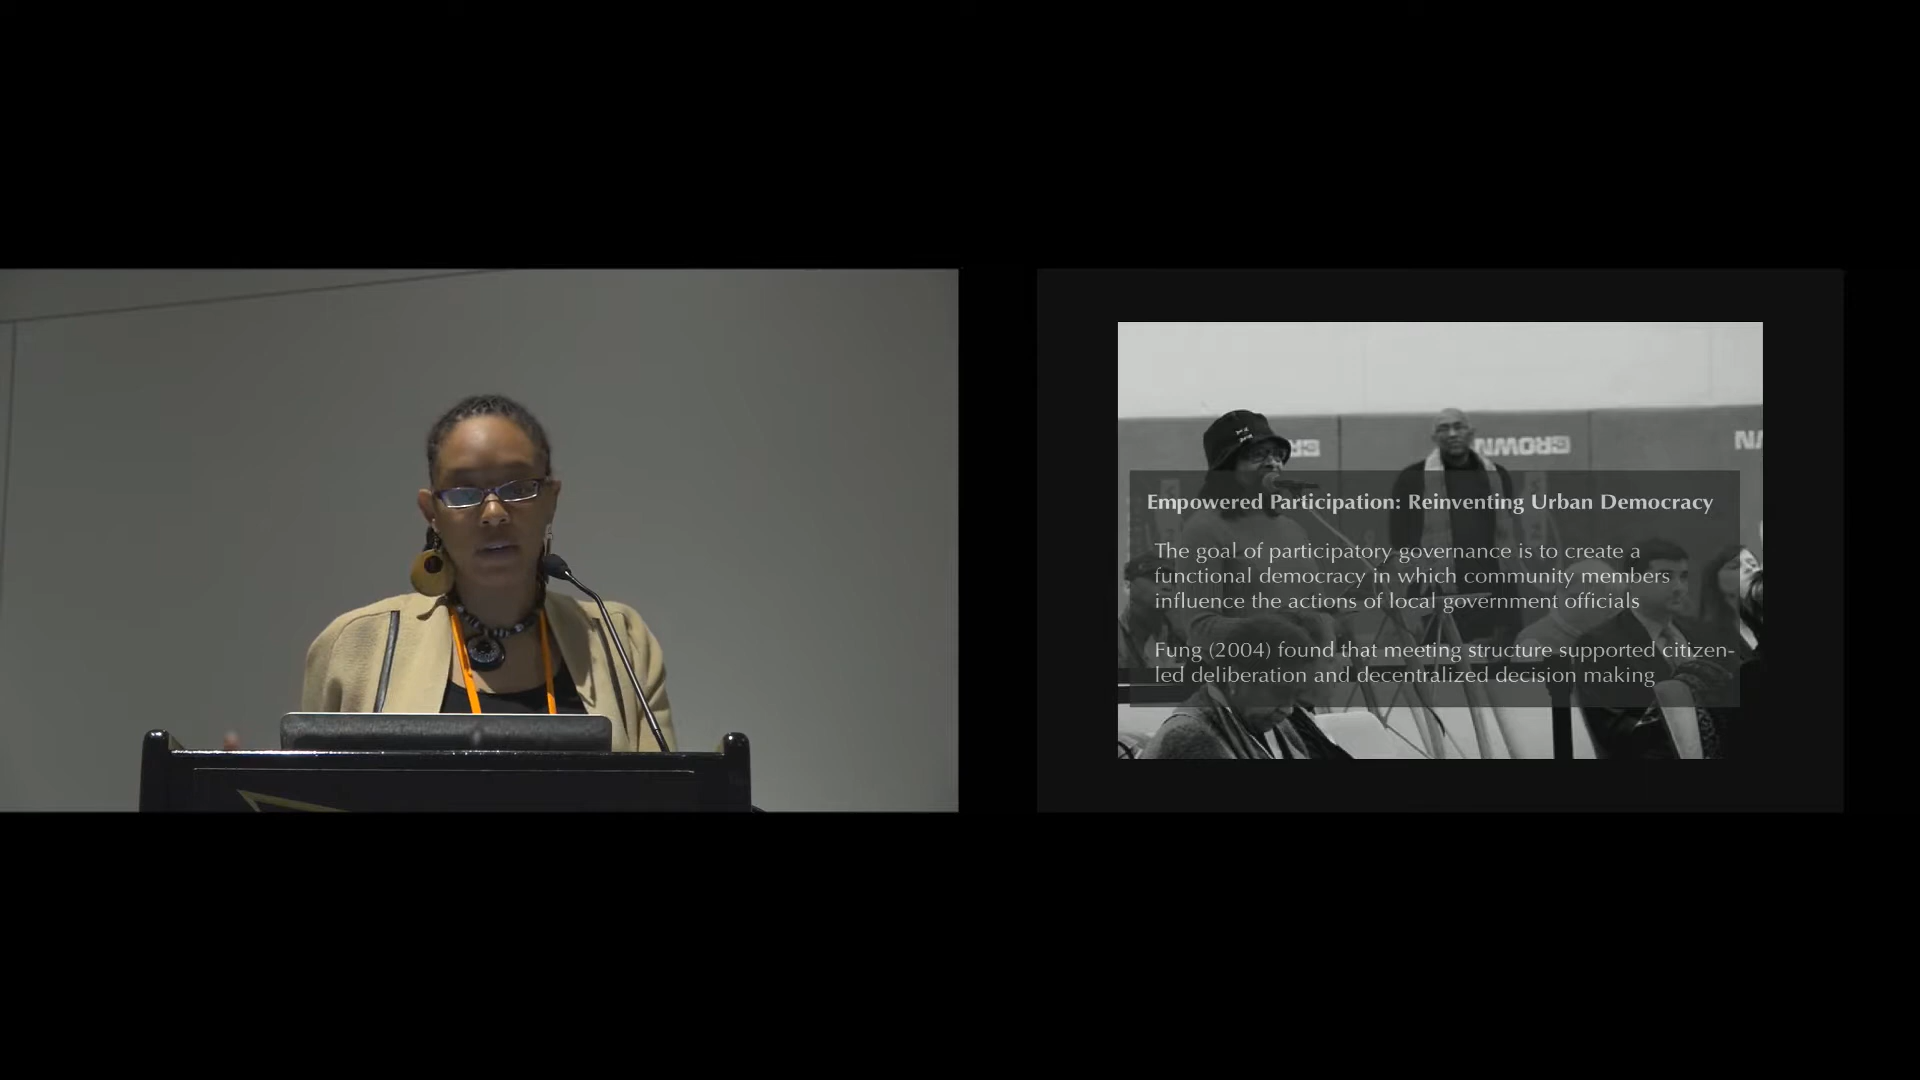 GROWN
GROWN
Empowered Participation: Reinventing Urban Democracy
The goal of participatory governance is to create a
functional democracy in which community members
influence the actions of local government officials
Fung (2004) found that meeting structure supported citizen-
led deliberation and decentralized decision making